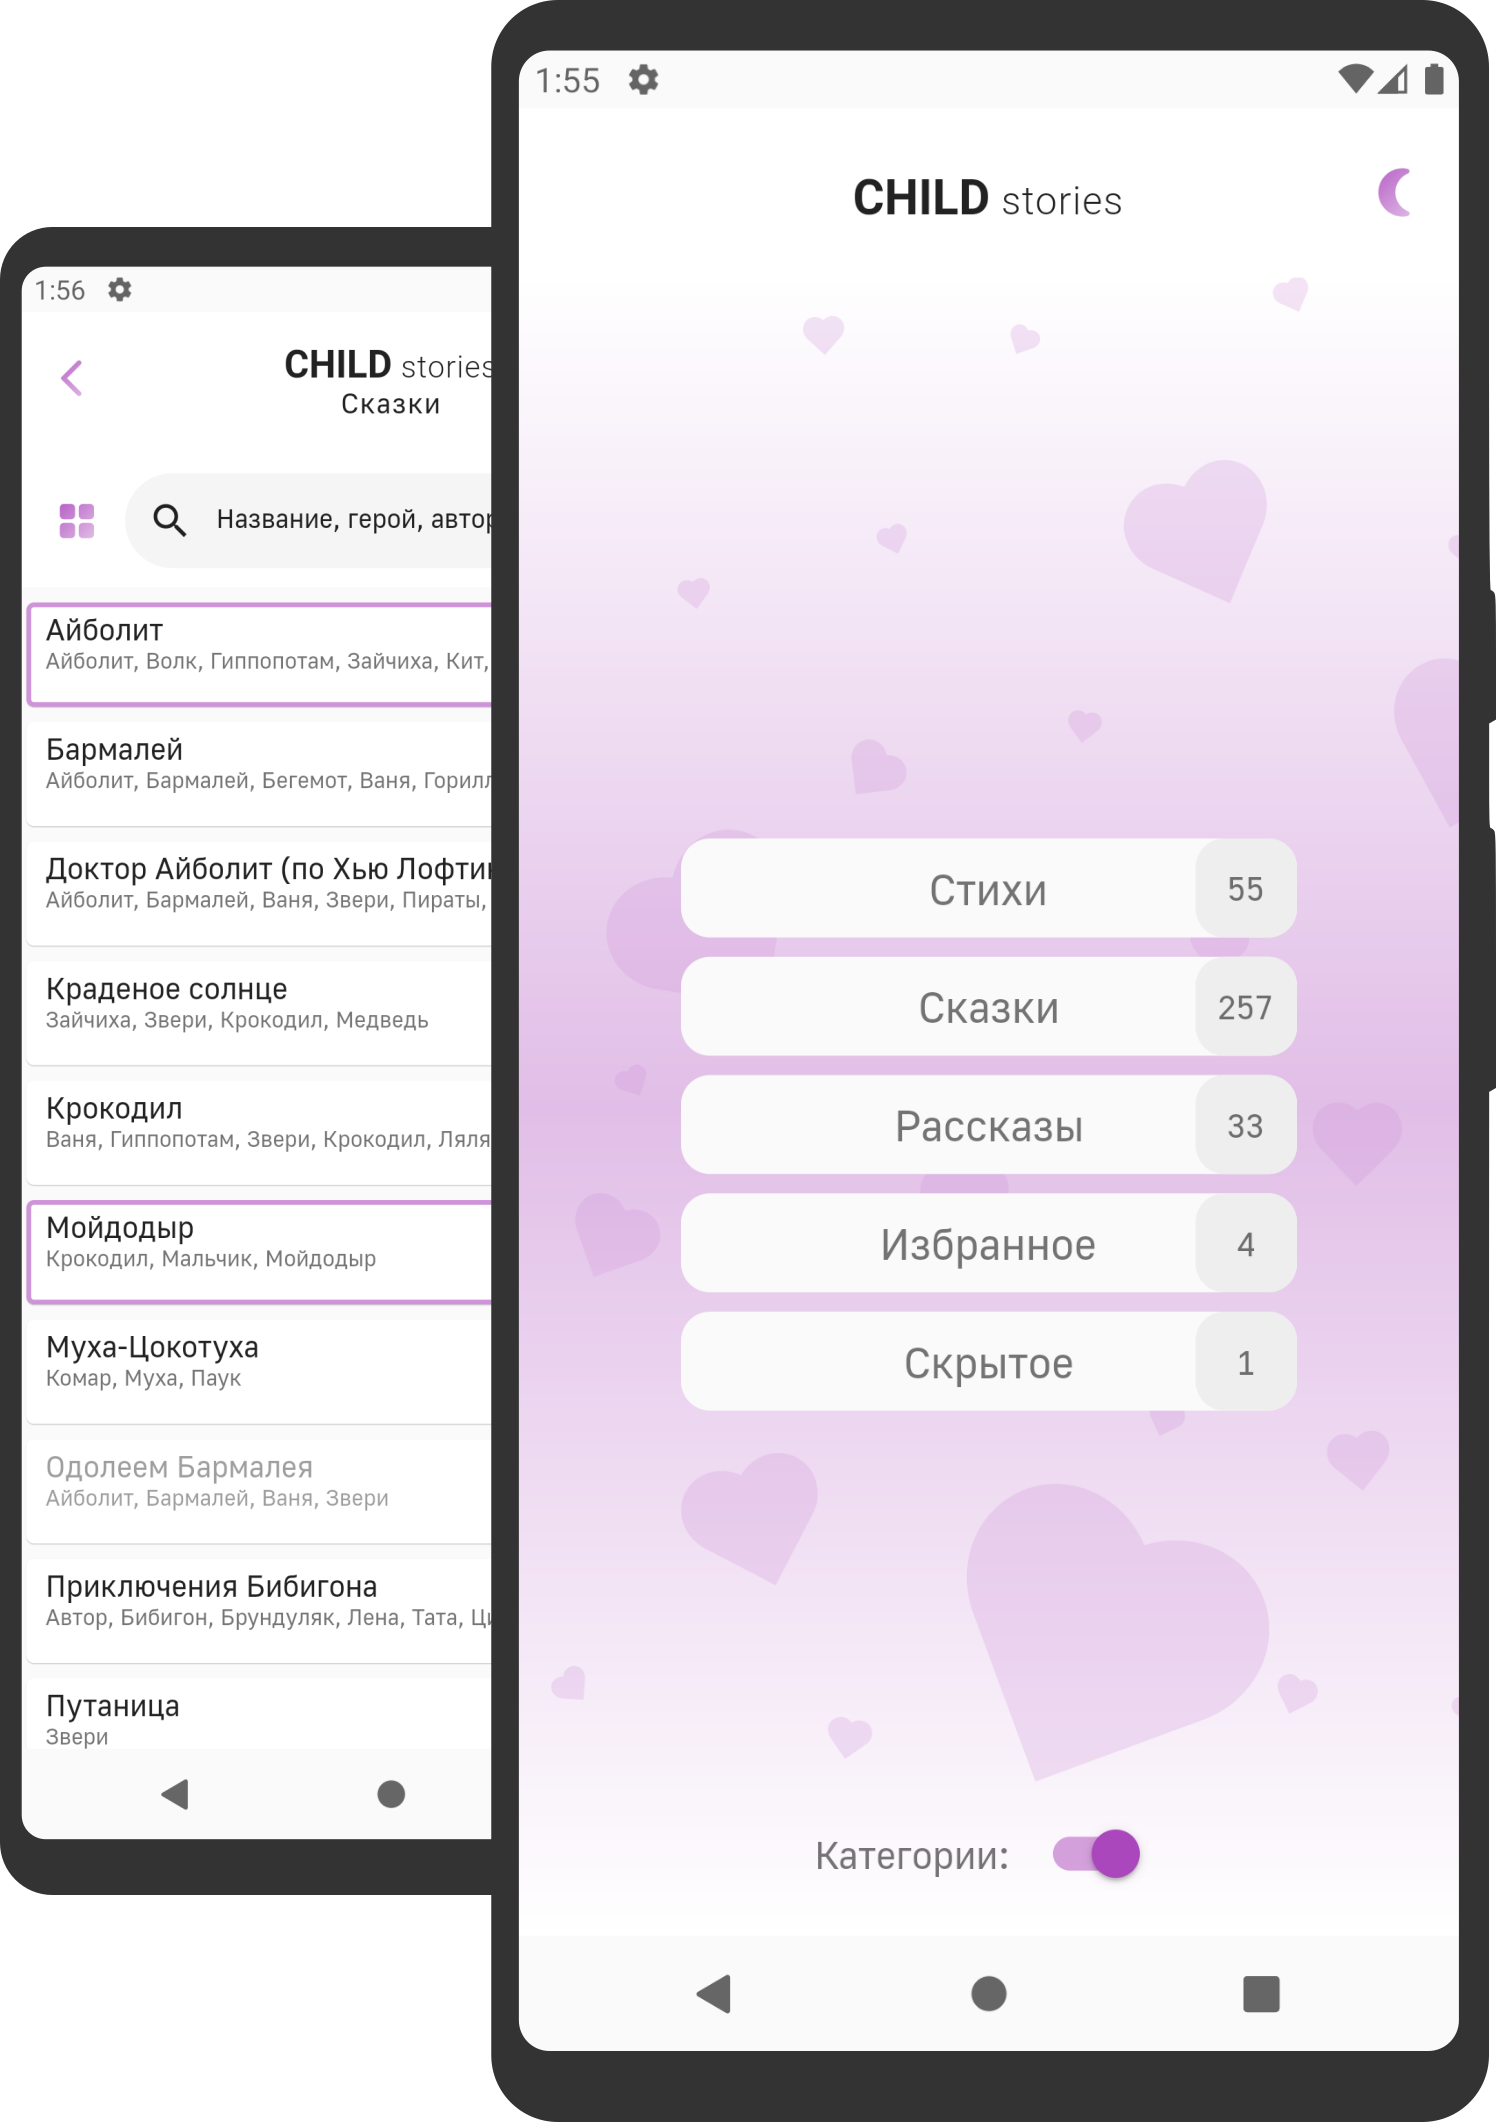 1:56
CHILD stories
Сказки
Название, герой, автор
Айболит
Айболит, Волк, Гиппопотам, Зайчиха, Кит,
Бармалей
Айболит, Бармалей, Бегемот, Ваня,
Доктор Айболит (по Хью
Айболит, Бармалей, Ваня, Звери, Пираты,
Краденое солнце
Зайчиха, Звери, Крокодил, Медведь
Крокодил
Ваня, Гиппопотам, Звери, Крокодил, Ляля
Мойдодыр
Крокодил, Мальчик, Мойдодыр
Муха-Цокотуха
Комар, Муха, Паук
Одолеем Бармалея
Айболит, Бармалей, Ваня, Звери
Приключения Бибигона
Автор, Бибигон, Брундуляк, Лена, Тата,
Путаница
Звери
1:55
CHILD stories
Стихи 55
Сказки 257
Рассказы 33
Избранное 4
Скрытое 1
Категории: